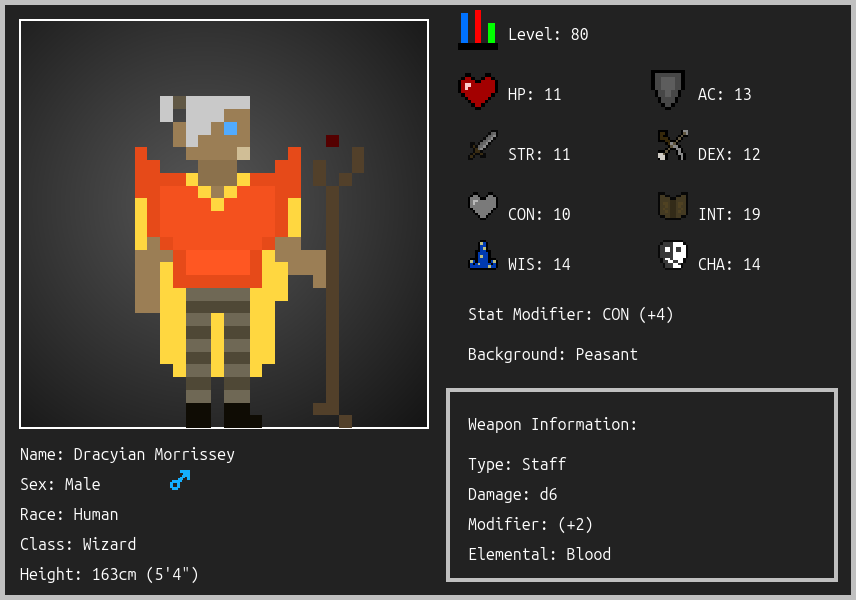 Level: 80
HP: 11
AC: 13
STR: 11
DEX: 12
CON: 10
INT: 19
WIS: 14
CHA: 14
Stat Modifier: CON (+4)
Background: Peasant
Weapon Information:
Type: Staff
Damage: d6
Modifier: (+2)
Elemental: Blood
Name: Dracyian Morrissey
Sex: Male
Race: Human
Class: Wizard
Height: 163cm (5'4")